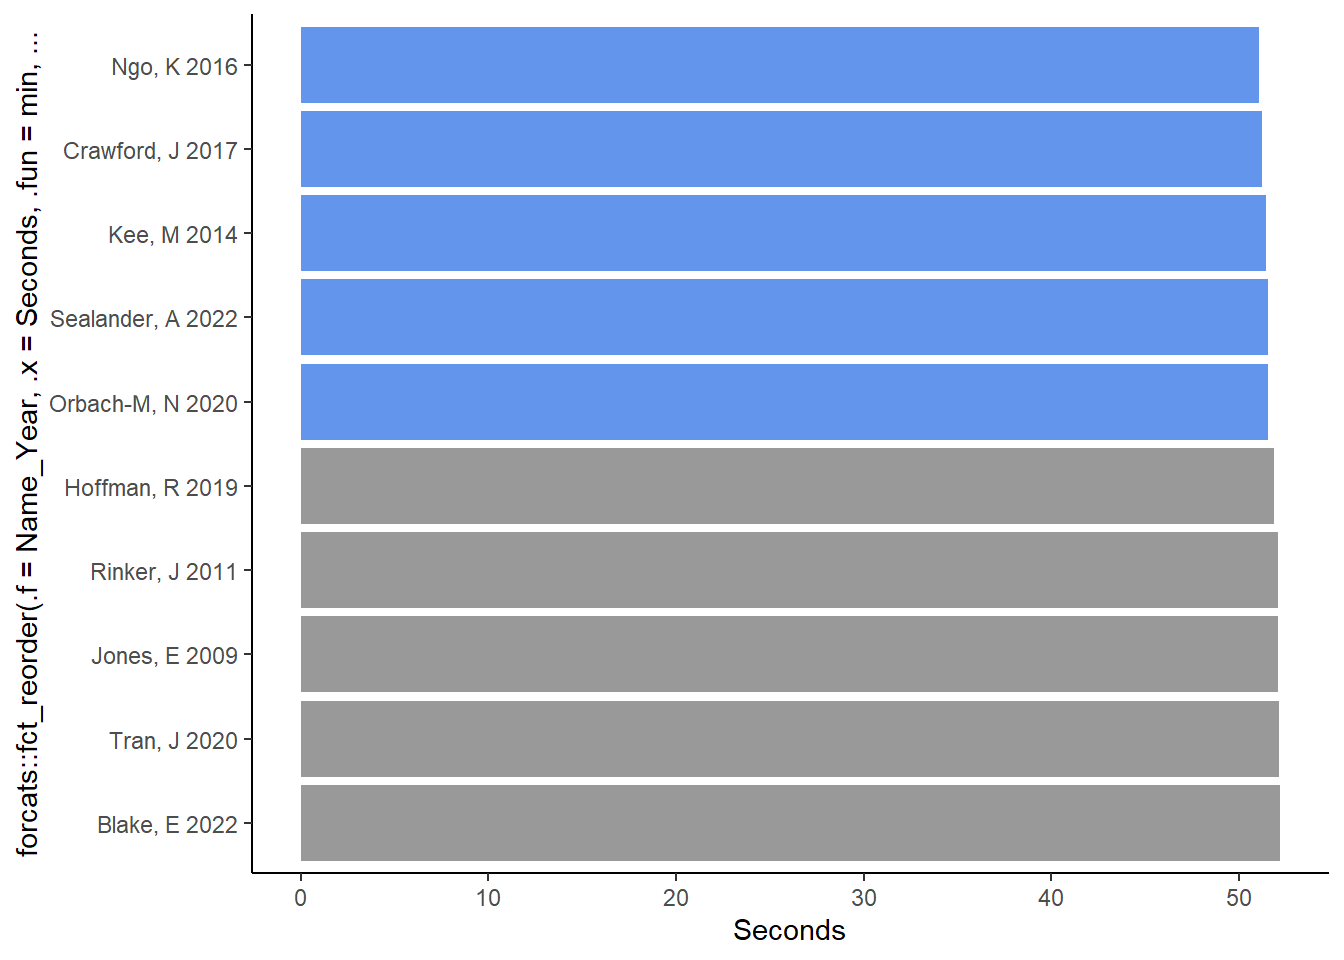 forcats::fct_reorder(.f = Name_Year, .x = Seconds, .fun = min, ...
Ngo, K 2016
Crawford, J 2017
Kee, M 2014
Sealander, A 2022
Orbach-M, N 2020
Hoffman, R 2019
Rinker, J 2011
Jones, E 2009
Tran, J 2020
Blake, E 2022
0 10 20 30 40 50
Seconds